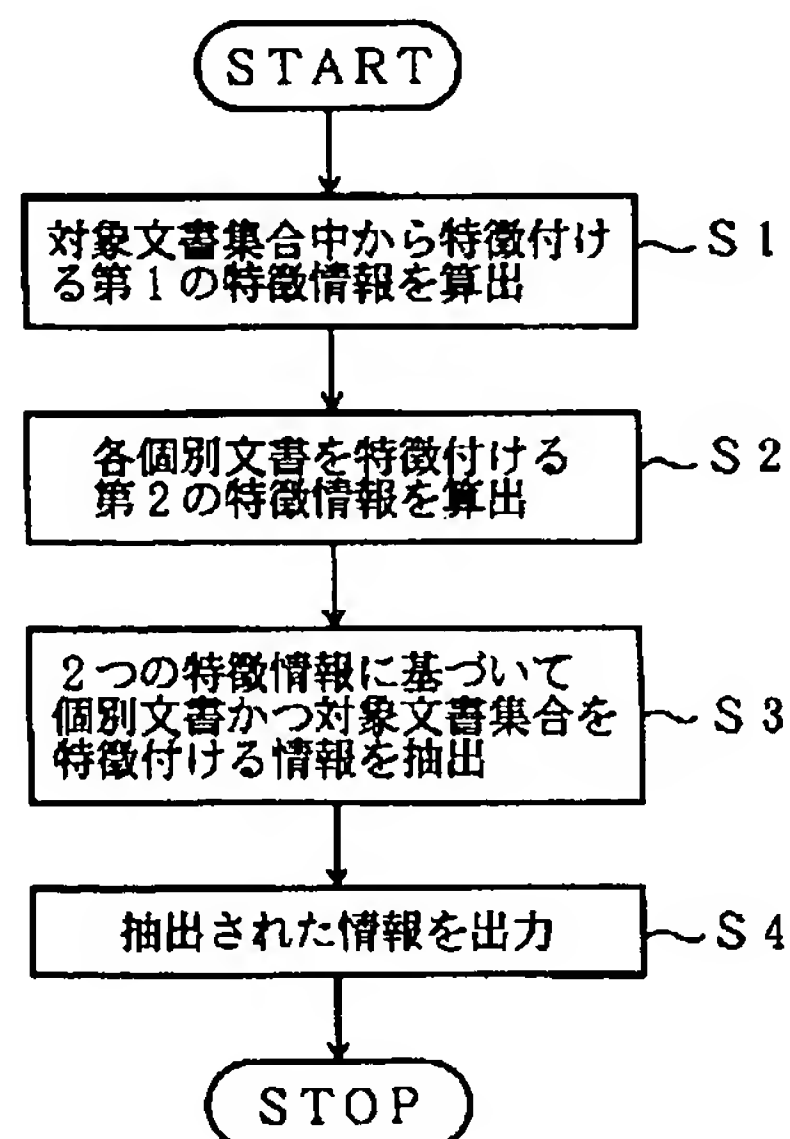 START
対象文書集合中から特徴付け
る第1の特徴情報を算出
S1
各個別文書を特徴付ける
第2の特徴情報を算出
S2
2つの特徴情報に基づいて
個別文書かつ対象文書集合を
特徴付ける情報を抽出
S3
抽出された情報を出力
S4
STOP